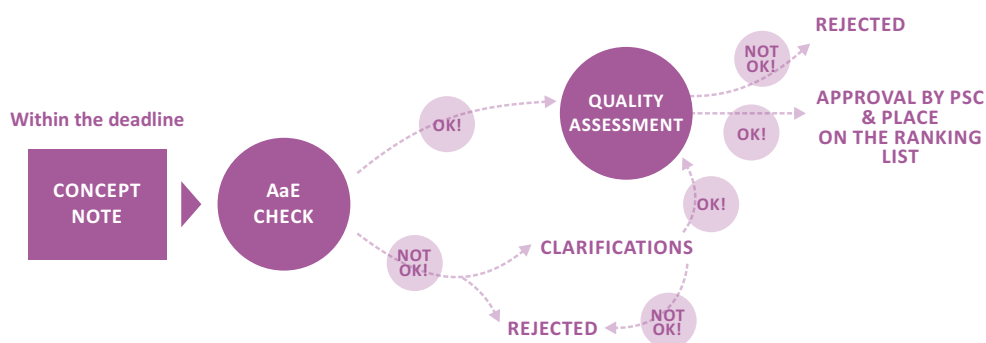 Within the deadline
CONCEPT
NOTE
AaE
CHECK
OK!
NOT
OK!
CLARIFICATIONS
REJECTED
NOT
OK!
OK!
QUALITY
ASSESSMENT
NOT
OK!
REJECTED
OK!
APPROVAL BY PSC
& PLACE
ON THE RANKING
LIST